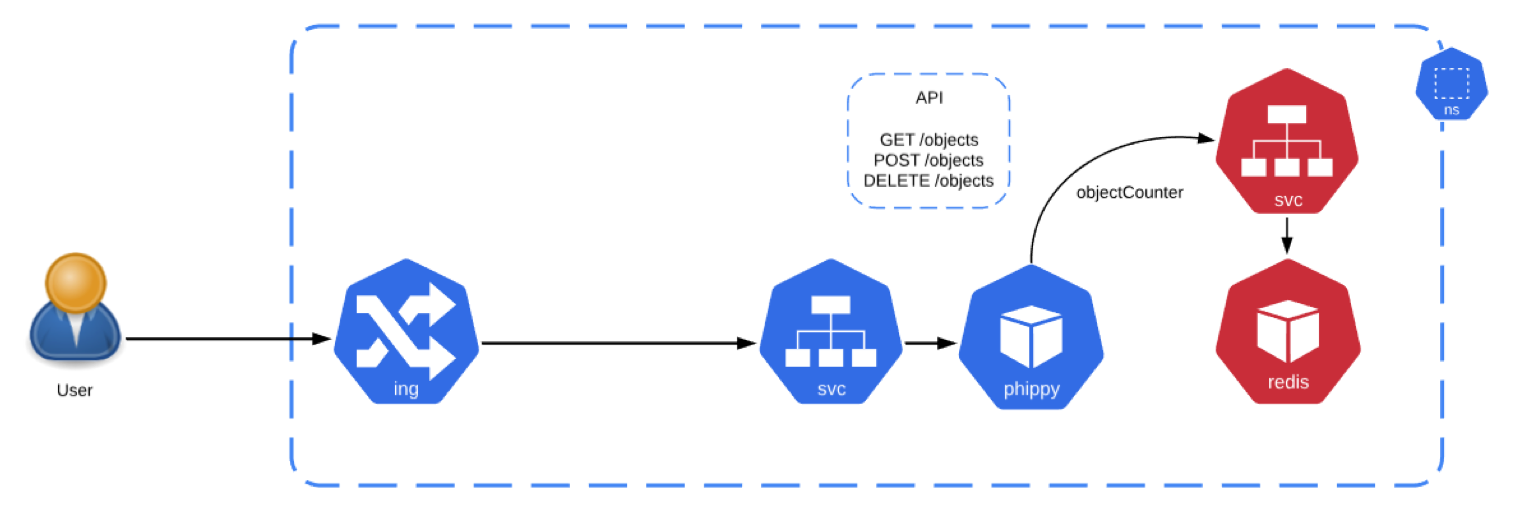 API
GET /objects
POST /objects
DELETE /objects
ns
objectCounter
svc
User
ing
svc
phippy
redis